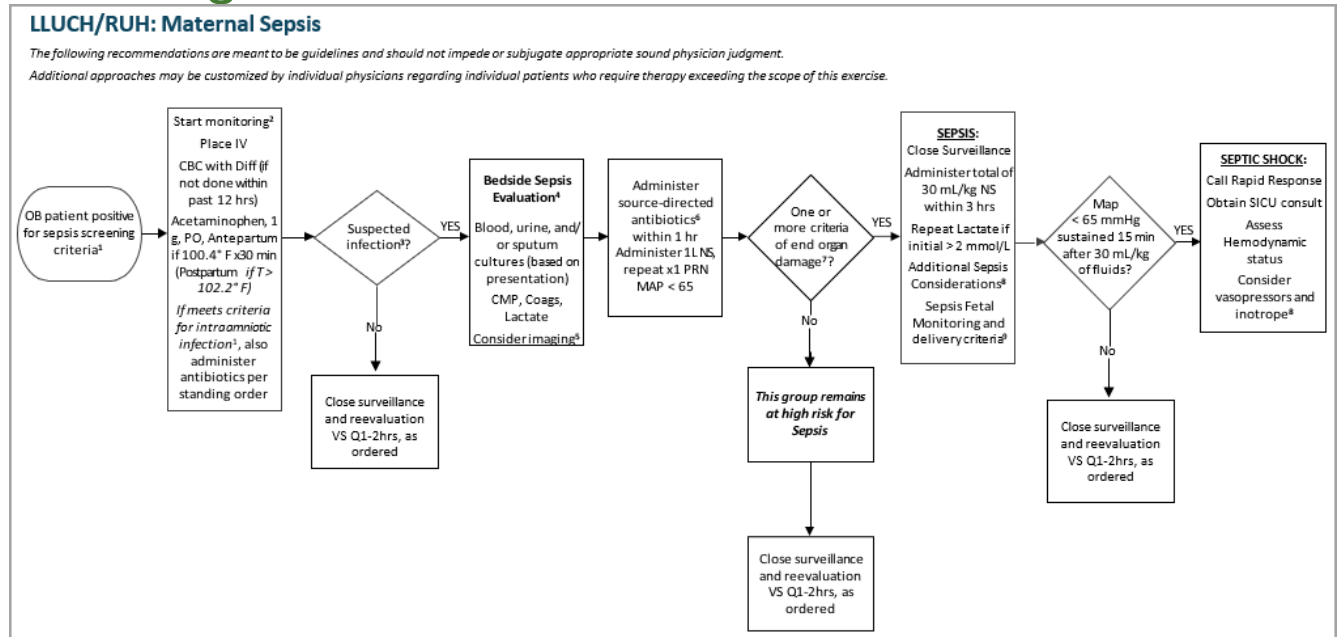 LLUCH/RUH: Maternal Sepsis
The following recommendations are meant to be guidelines and should not impede or subjugate appropriate sound physician judgment.
Additional approaches may be customized by individual physicians regarding individual patients who require therapy exceeding the scope of this exercise.
OB patient positive
for sepsis screening
criteria¹
Start monitoring²
Place IV
CBC with Diff (if
not done within
past 12 hrs)
Acetaminophen, 1
g, PO, Antepartum
if 100.4° F x30 min
(Postpartum if T >
102.2° F)
If meets criteria
for intraamniotic
infection¹, also
administer
antibiotics per
standing order
Suspected
infection³?
YES
No
Close surveillance
and reevaluation
VS Q1-2hrs, as
ordered
Bedside Sepsis
Evaluation⁴
Blood, urine, and/
or sputum
cultures (based on
presentation)
CMP, Coags,
Lactate
Consider imaging⁵
Administer
source-directed
antibiotics⁶
within 1 hr
Administer 1L NS,
repeat x1 PRN
MAP < 65
One or
more criteria
of end organ
damage⁷?
YES
No
This group remains
at high risk for
Sepsis
Close surveillance
and reevaluation
VS Q1-2hrs, as
ordered
SEPSIS:
Close Surveillance
Administer total of
30 mL/kg NS
within 3 hrs
Repeat Lactate if
initial > 2 mmol/L
Additional Sepsis
Considerations⁸
Sepsis Fetal
Monitoring and
delivery criteria⁹
Map
< 65 mmHg
sustained 15 min
after 30 mL/kg
of fluids?
YES
No
Close surveillance
and reevaluation
VS Q1-2hrs, as
ordered
SEPTIC SHOCK:
Call Rapid Response
Obtain SICU consult
Assess
Hemodynamic
status
Consider
vasopressors and
inotrope⁸